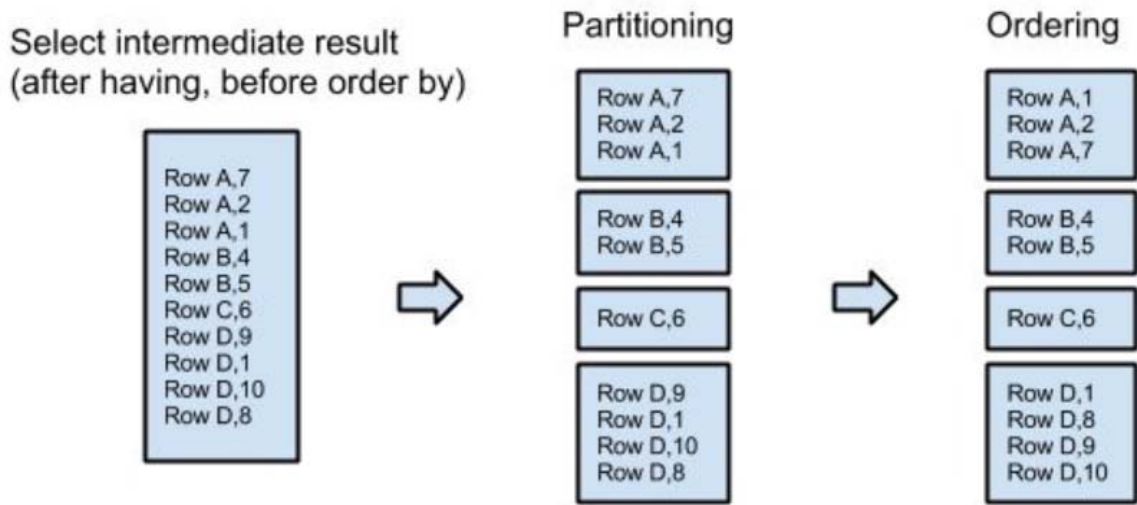 Select intermediate result
(after having, before order by)
Row A,7
Row A,2
Row A,1
Row B,4
Row B,5
Row C,6
Row D,9
Row D,1
Row D,10
Row D,8
Partitioning
Row A,7
Row A,2
Row A,1
Row B,4
Row B,5
Row C,6
Row D,9
Row D,1
Row D,10
Row D,8
Ordering
Row A,1
Row A,2
Row A,7
Row B,4
Row B,5
Row C,6
Row D,1
Row D,8
Row D,9
Row D,10